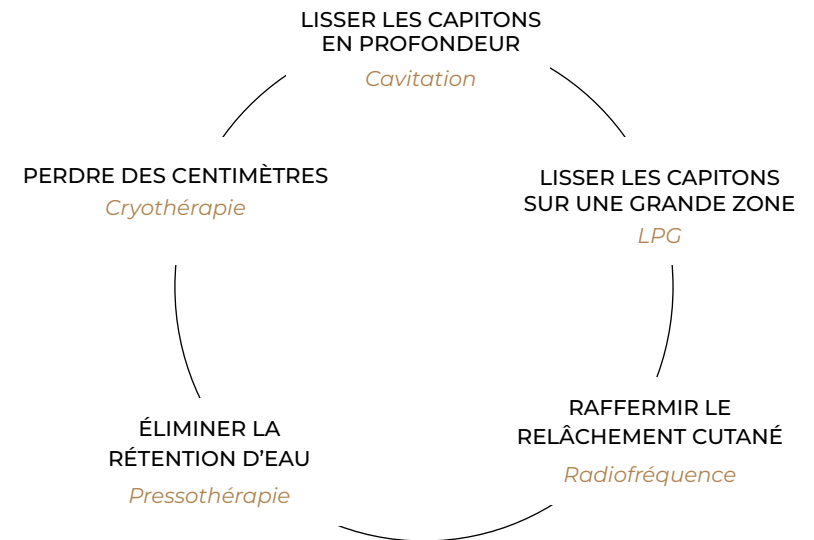 LISSER LES CAPITONS
EN PROFONDEUR
Cavitation
PERDRE DES CENTIMÈTRES
Cryothérapie
LISSER LES CAPITONS
SUR UNE GRANDE ZONE
LPG
ÉLIMINER LA
RÉTENTION D’EAU
Pressothérapie
RAFFERMIR LE
RELÂCHEMENT CUTANÉ
Radiofréquence